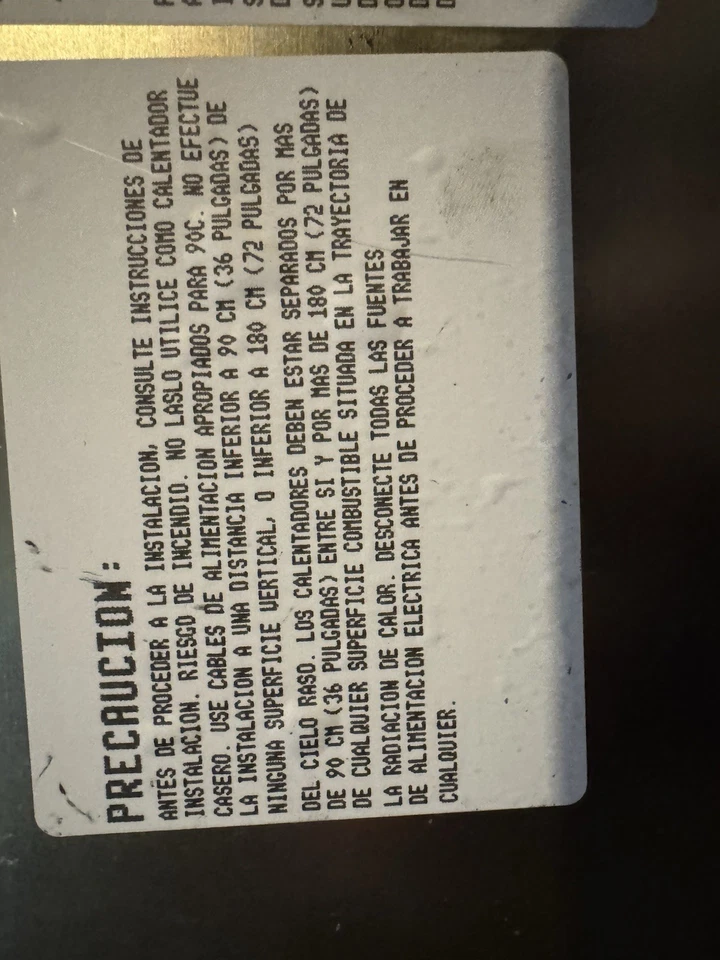 PRECAUCION:
ANTES DE PROCEDER A LA INSTALACION, CONSULTE INSTRUCCIONES DE
INSTALACION. RIESGO DE INCENDIO. NO LASLO UTILICE COMO CALENTADOR
CASERO. USE CABLES DE ALIMENTACION APROPIADOS PARA 90C. NO EFECTUE
LA INSTALACION A UNA DISTANCIA INFERIOR A 90 CM (36 PULGADAS) DE
NINGUNA SUPERFICIE VERTICAL, O INFERIOR A 180 CM (72 PULGADAS)
DEL CIELO RASO. LOS CALENTADORES DEBEN ESTAR SEPARADOS POR MAS
DE 90 CM (36 PULGADAS) ENTRE SI Y POR MAS DE 180 CM (72 PULGADAS)
DE CUALQUIER SUPERFICIE COMBUSTIBLE SITUADA EN LA TRAYECTORIA DE
LA RADIACION DE CALOR. DESCONECTE TODAS LAS FUENTES
DE ALIMENTACION ELECTRICA ANTES DE PROCEDER A TRABAJAR EN
CUALQUIER.